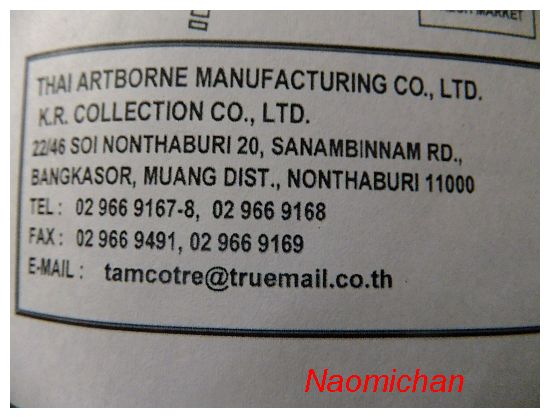 MARKET
THAI ARTBORNE MANUFACTURING CO., LTD.
K.R. COLLECTION CO., LTD.
22/46 SOI NONTHABURI 20, SANAMBINNAM RD.,
BANGKASOR, MUANG DIST., NONTHABURI 11000
TEL : 02 966 9167-8, 02 966 9168
FAX : 02 966 9491, 02 966 9169
E-MAIL : tamcotre@truemail.co.th
Naomichan